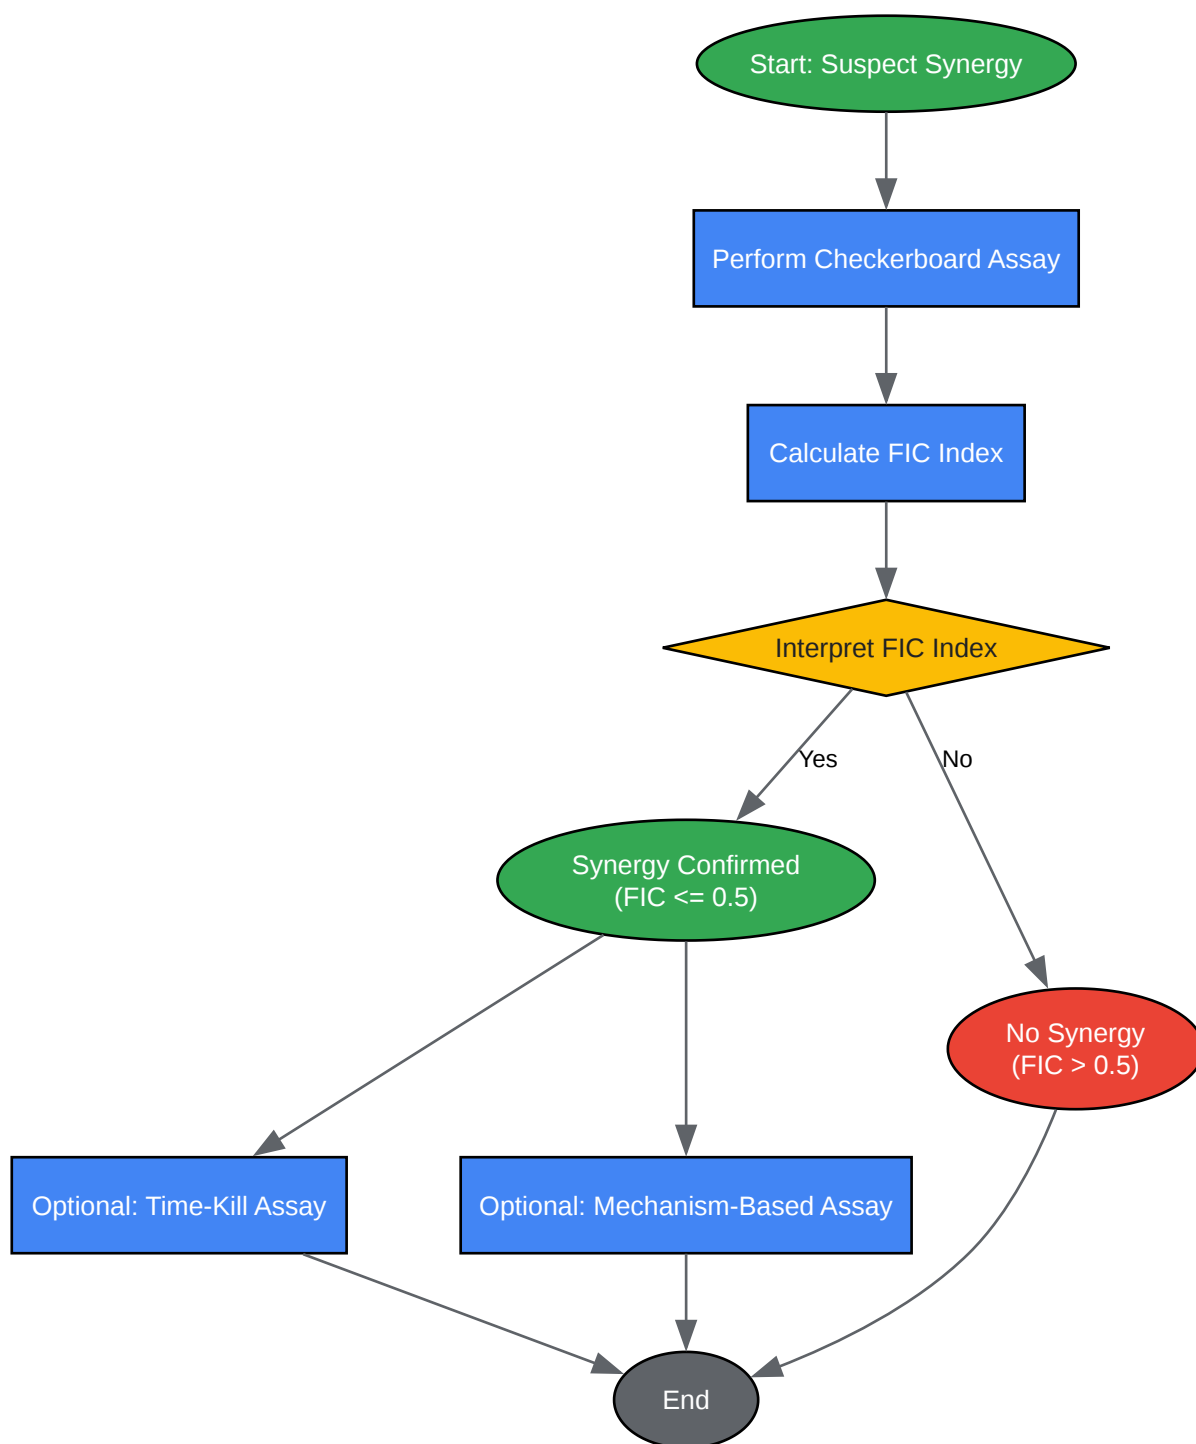 Start: Suspect Synergy
Perform Checkerboard Assay
Calculate FIC Index
Interpret FIC Index
Yes
No
Synergy Confirmed
(FIC <= 0.5)
No Synergy
(FIC > 0.5)
Optional: Time-Kill Assay
Optional: Mechanism-Based Assay
End